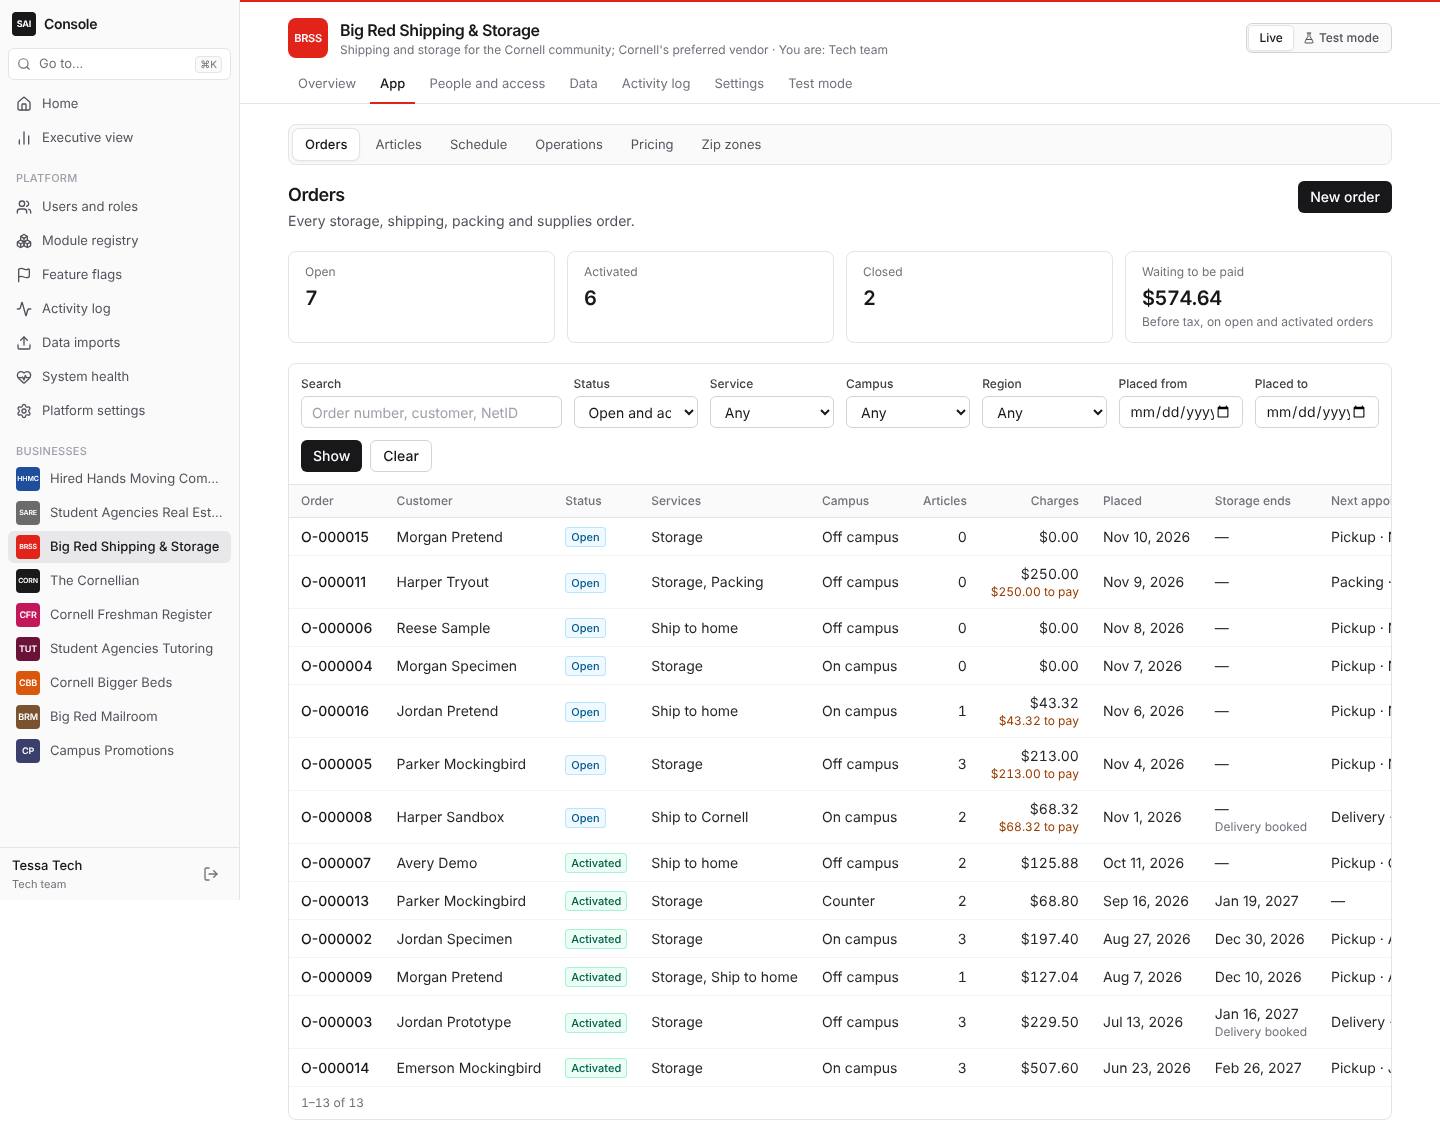 SAI Console
Go to... ⌘K
Home
Executive view
PLATFORM
Users and roles
Module registry
Feature flags
Activity log
Data imports
System health
Platform settings
BUSINESSES
HHMC Hired Hands Moving Com...
SARE Student Agencies Real Est...
BRSS Big Red Shipping & Storage
CORN The Cornellian
CFR Cornell Freshman Register
TUT Student Agencies Tutoring
CBB Cornell Bigger Beds
BRM Big Red Mailroom
CP Campus Promotions
Tessa Tech
Tech team
BRSS Big Red Shipping & Storage
Shipping and storage for the Cornell community; Cornell's preferred vendor · You are: Tech team
Live Test mode
Overview App People and access Data Activity log Settings Test mode
Orders Articles Schedule Operations Pricing Zip zones
Orders
Every storage, shipping, packing and supplies order.
New order
Open Activated Closed Waiting to be paid
7 6 2 $574.64
Before tax, on open and activated orders
Search Status Service Campus Region Placed from Placed to
Order number, customer, NetID Open and ac Any Any Any mm/dd/yyyy mm/dd/yyyy
Show Clear
Order Customer Status Services Campus Articles Charges Placed Storage ends Next appo
O-000015 Morgan Pretend Open Storage Off campus 0 $0.00 Nov 10, 2026 — Pickup ·
O-000011 Harper Tryout Open Storage, Packing Off campus 0 $250.00 Nov 9, 2026 — Packing ·
$250.00 to pay
O-000006 Reese Sample Open Ship to home Off campus 0 $0.00 Nov 8, 2026 — Pickup ·
O-000004 Morgan Specimen Open Storage On campus 0 $0.00 Nov 7, 2026 — Pickup ·
O-000016 Jordan Pretend Open Ship to home On campus 1 $43.32 Nov 6, 2026 — Pickup ·
$43.32 to pay
O-000005 Parker Mockingbird Open Storage Off campus 3 $213.00 Nov 4, 2026 — Pickup ·
$213.00 to pay
O-000008 Harper Sandbox Open Ship to Cornell On campus 2 $68.32 Nov 1, 2026 — Delivery ·
$68.32 to pay Delivery booked
O-000007 Avery Demo Activated Ship to home Off campus 2 $125.88 Oct 11, 2026 — Pickup ·
O-000013 Parker Mockingbird Activated Storage Counter 2 $68.80 Sep 16, 2026 Jan 19, 2027 —
O-000002 Jordan Specimen Activated Storage On campus 3 $197.40 Aug 27, 2026 Dec 30, 2026 Pickup ·
O-000009 Morgan Pretend Activated Storage, Ship to home Off campus 1 $127.04 Aug 7, 2026 Dec 10, 2026 Pickup ·
O-000003 Jordan Prototype Activated Storage Off campus 3 $229.50 Jul 13, 2026 Jan 16, 2027 Delivery ·
Delivery booked
O-000014 Emerson Mockingbird Activated Storage On campus 3 $507.60 Jun 23, 2026 Feb 26, 2027 Pickup ·
1–13 of 13